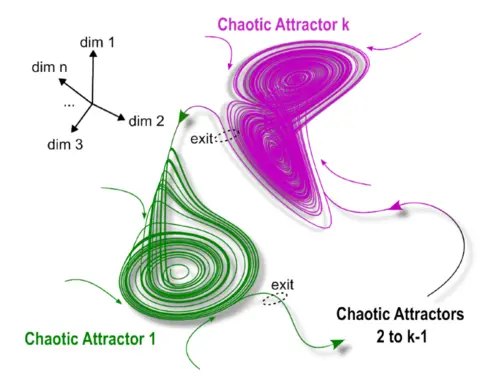 Chaotic Attractor k
dim 1
dim n
...
dim 2
dim 3
exit
exit
Chaotic Attractor 1
Chaotic Attractors
2 to k-1